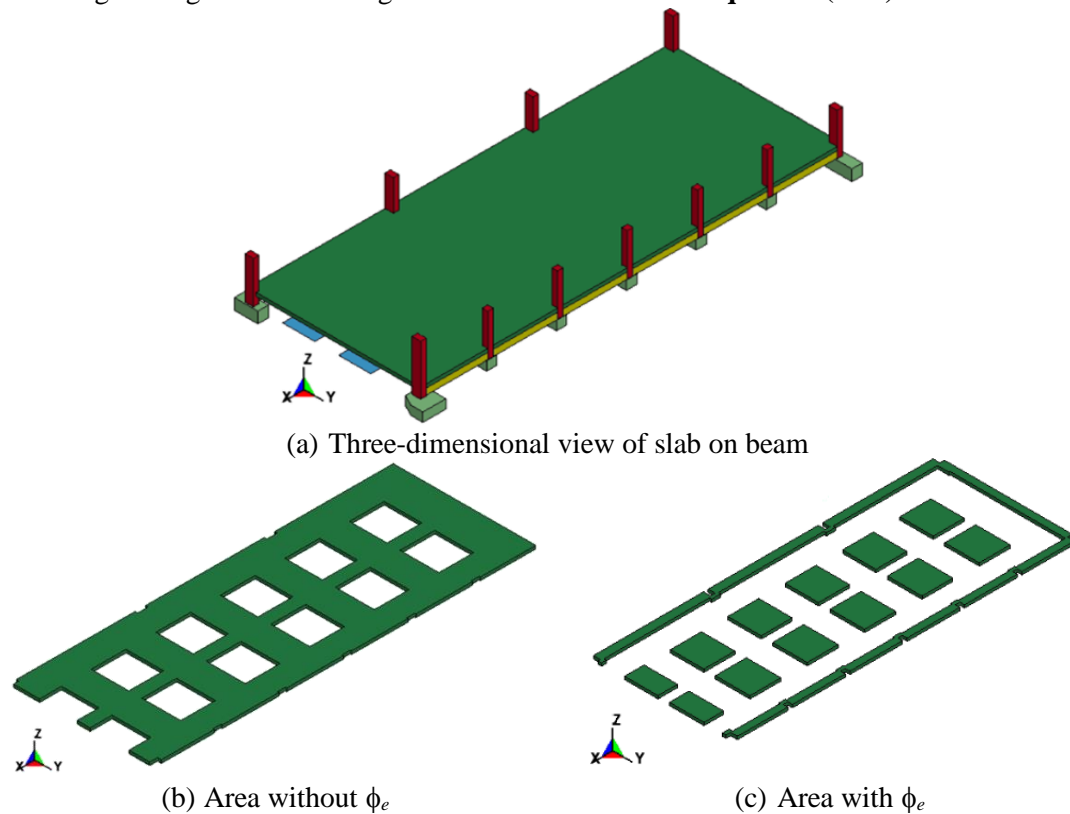 Z
X Y
(a) Three-dimensional view of slab on beam
Z
X Y
Z
X Y
(b) Area without ϕe
(c) Area with ϕe